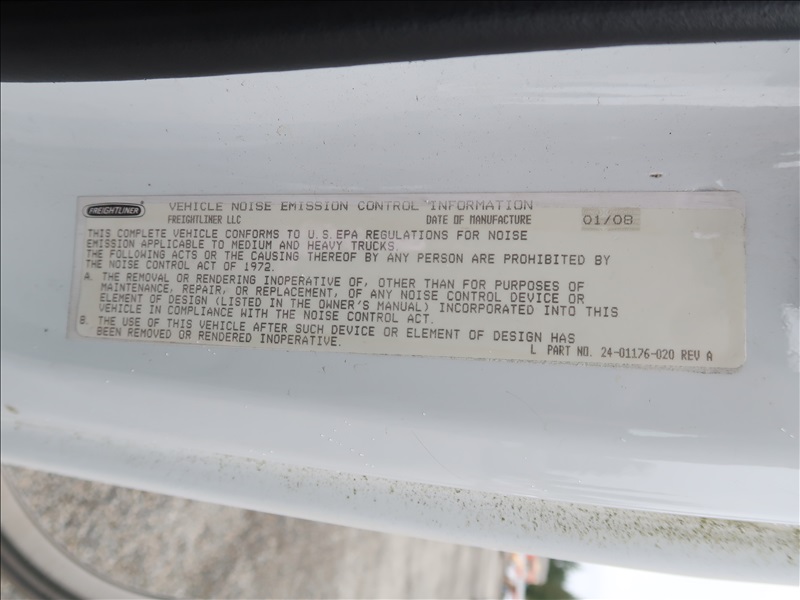 FREIGHTLINER VEHICLE NOISE EMISSION CONTROL INFORMATION
FREIGHTLINER LLC DATE OF MANUFACTURE 01/08
THIS COMPLETE VEHICLE CONFORMS TO U.S.EPA REGULATIONS FOR NOISE
EMISSION APPLICABLE TO MEDIUM AND HEAVY TRUCKS.
THE FOLLOWING ACTS OR THE CAUSING THEREOF BY ANY PERSON ARE PROHIBITED BY
THE NOISE CONTROL ACT OF 1972.
A. THE REMOVAL OR RENDERING INOPERATIVE OF, OTHER THAN FOR PURPOSES OF
MAINTENANCE, REPAIR, OR REPLACEMENT, OF ANY NOISE CONTROL DEVICE OR
ELEMENT OF DESIGN (LISTED IN THE OWNER'S MANUAL) INCORPORATED INTO THIS
VEHICLE IN COMPLIANCE WITH THE NOISE CONTROL ACT.
B. THE USE OF THIS VEHICLE AFTER SUCH DEVICE OR ELEMENT OF DESIGN HAS
BEEN REMOVED OR RENDERED INOPERATIVE.
L PART NO. 24-01176-020 REV A